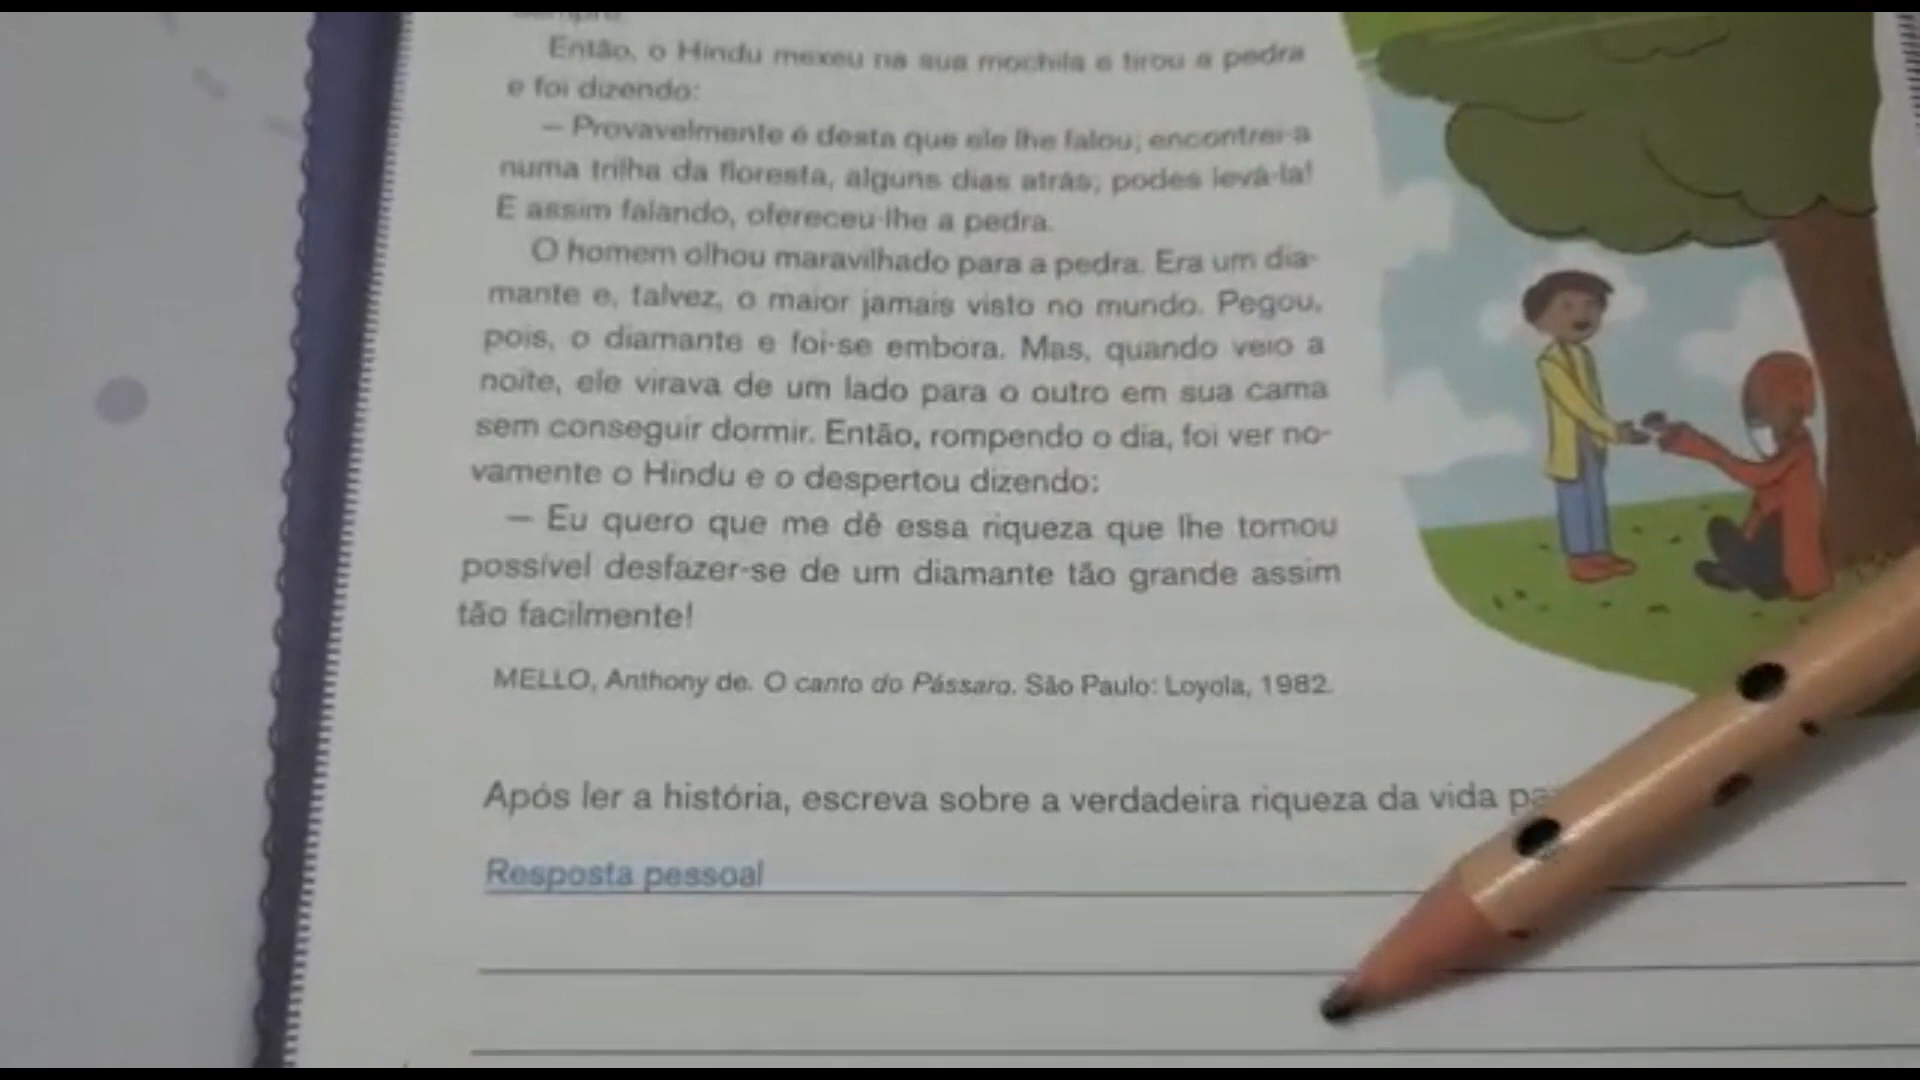 sempre.
Então, o Hindu mexeu na sua mochila e tirou a pedra
e foi dizendo:
— Provavelmente é desta que ele lhe falou; encontrei-a
numa trilha da floresta, alguns dias atrás; podes levá-la!
E assim falando, ofereceu-lhe a pedra.
O homem olhou maravilhado para a pedra. Era um dia-
mante e, talvez, o maior jamais visto no mundo. Pegou,
pois, o diamante e foi-se embora. Mas, quando veio a
noite, ele virava de um lado para o outro em sua cama
sem conseguir dormir. Então, rompendo o dia, foi ver no-
vamente o Hindu e o despertou dizendo:
— Eu quero que me dê essa riqueza que lhe tornou
possível desfazer-se de um diamante tão grande assim
tão facilmente!
MELLO, Anthony de. O canto do Pássaro. São Paulo: Loyola, 1982.
Após ler a história, escreva sobre a verdadeira riqueza da vida
Resposta pessoal